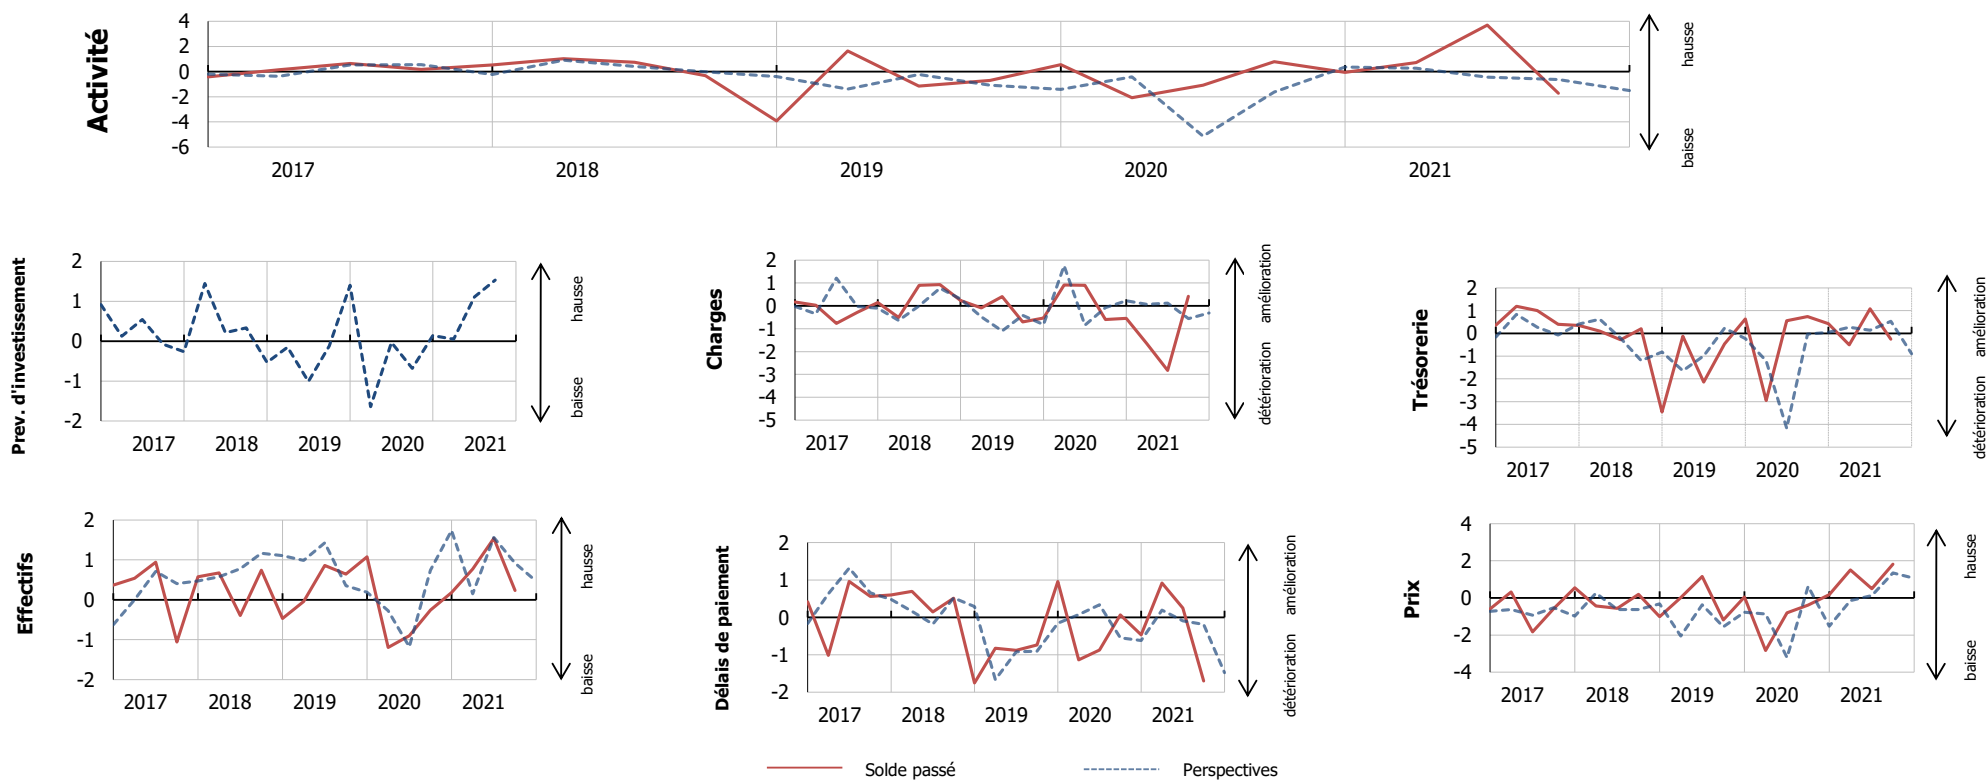 Activité
4
2
0
-2
-4
-6
2017 2018 2019 2020 2021
hausse
baisse
Prev. d'investissement
2
1
0
-1
-2
2017 2018 2019 2020 2021
hausse
baisse
Charges
2
1
0
-1
-2
-3
-4
-5
2017 2018 2019 2020 2021
amélioration
détérioration
Trésorerie
2
1
0
-1
-2
-3
-4
-5
2017 2018 2019 2020 2021
amélioration
détérioration
Effectifs
2
1
0
-1
-2
2017 2018 2019 2020 2021
hausse
baisse
Délais de paiement
2
1
0
-1
-2
2017 2018 2019 2020 2021
amélioration
détérioration
Prix
4
2
0
-2
-4
2017 2018 2019 2020 2021
hausse
baisse
Solde passé Perspectives